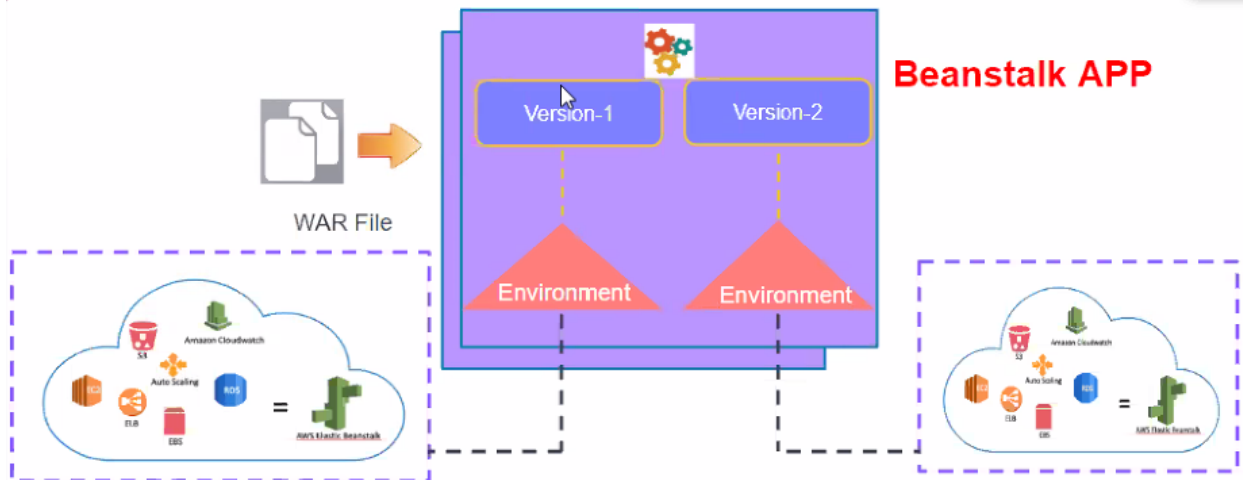 Beanstalk APP
Version-1
Version-2
WAR File
Environment
Environment
Amazon Cloudwatch
S3
Auto Scaling
EC2
RDS
ELB
=
EBS
AWS Elastic Beanstalk
Amazon Cloudwatch
S3
Auto Scaling
EC2
RDS
ELB
=
EBS
AWS Elastic Beanstalk